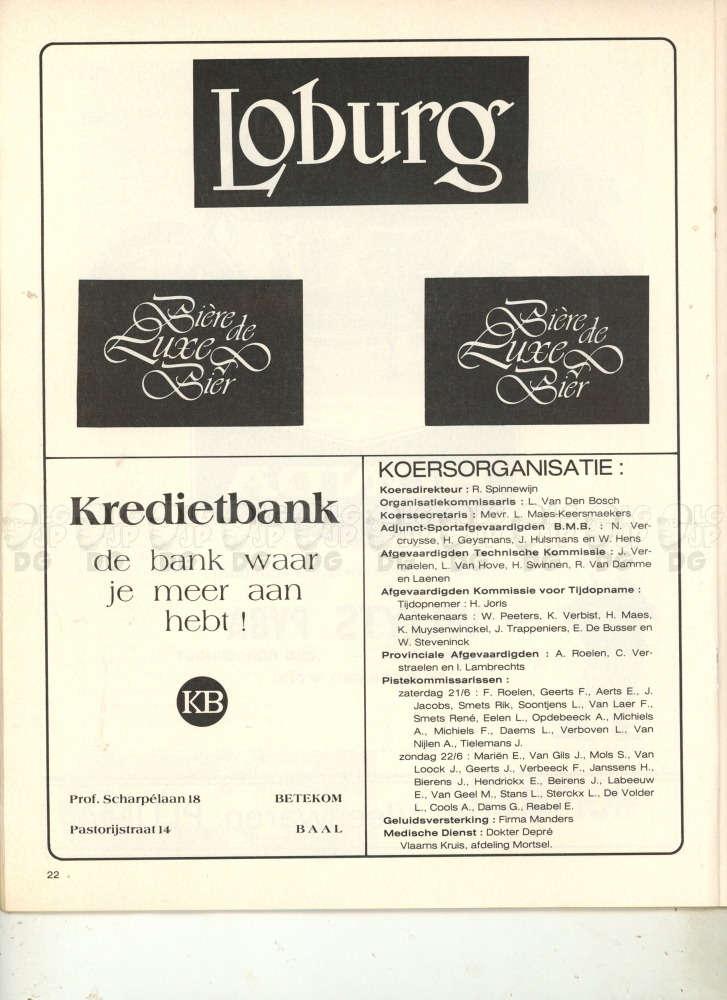 Loburg
Bière de
Luxe
Bier
Bière de
Luxe
Bier
Kredietbank
de bank waar
je meer aan
hebt !
KB
Prof. Scharpélaan 18 BETEKOM
Pastorijstraat 14 BAAL
KOERSORGANISATIE :
Koersdirekteur : R. Spinnewijn
Organisatiekommissaris : L. Van Den Bosch
Koerssecretaris : Mevr. L. Maes-Keersmaekers
Adjunct-Sportafgevaardigden B.M.B. : N. Ver-
cruysse, H. Geysmans, J. Hulsmans en W. Hens
Afgevaardigden Technische Kommissie : J. Ver-
maelen, L. Van Hove, H. Swinnen, R. Van Damme
en Laenen
Afgevaardigden Kommissie voor Tijdopname :
Tijdopnemer : H. Joris
Aantekenaars : W. Peeters, K. Verbist, H. Maes,
K. Muysenwinckel, J. Trappeniers, E. De Busser en
W. Steveninck
Provinciale Afgevaardigden : A. Roelen, C. Ver-
straelen en I. Lambrechts
Pistekommissarissen :
zaterdag 21/6 : F. Roelen, Geerts F., Aerts E., J.
Jacobs, Smets Rik, Soontjens L., Van Laer F.,
Smets René, Eelen L., Opdebeeck A., Michiels
A., Michiels F., Daems L., Verboven L., Van
Nijlen A., Tielemans J.
zondag 22/6 : Mariën E., Van Gils J., Mols S., Van
Loock J., Geerts J., Verbeeck F., Janssens H.,
Bierens J., Hendrickx E., Beirens J., Labeeuw
E., Van Geel M., Stans L., Sterckx L., De Volder
L., Cools A., Dams G., Reabel E.
Geluidsversterking : Firma Manders
Medische Dienst : Dokter Depré
Vlaams Kruis, afdeling Mortsel.
22